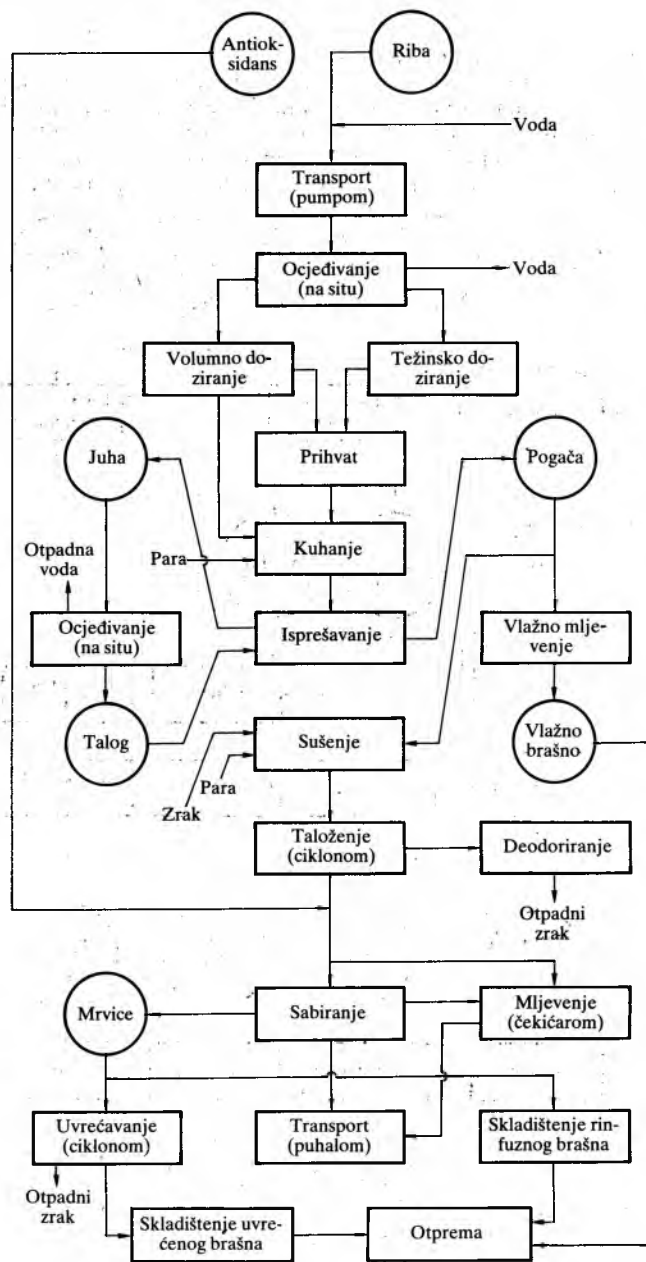 Antiok-
sidans
Riba
Voda
Transport
(pumpom)
Ocjeđivanje
(na situ)
Voda
Volumno do-
ziranje
Težinsko do-
ziranje
Juha
Prihvat
Pogača
Otpadna
voda
Para
Kuhanje
Ocjeđivanje
(na situ)
Isprešavanje
Vlažno mlje-
venje
Talog
Sušenje
Vlažno
brašno
Para
Zrak
Taloženje
(ciklonom)
Deodoriranje
Otpadni
zrak
Mrvice
Sabiranje
Mljevenje
(čekićarom)
Uvrećavanje
(ciklonom)
Transport
(puhalom)
Skladištenje rin-
fuznog brašna
Otpadni
zrak
Skladištenje uvre-
ćenog brašna
Otprema